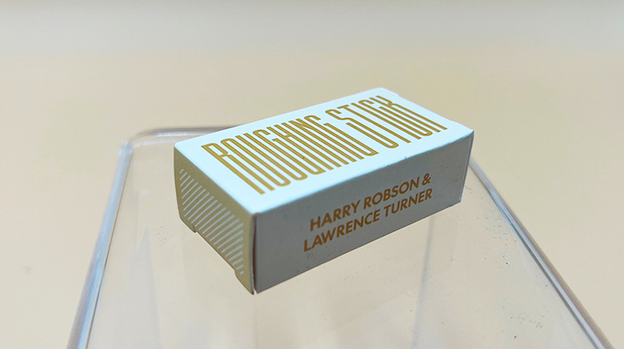 ROUGHING STICK
HARRY ROBSON &
LAWRENCE TURNER